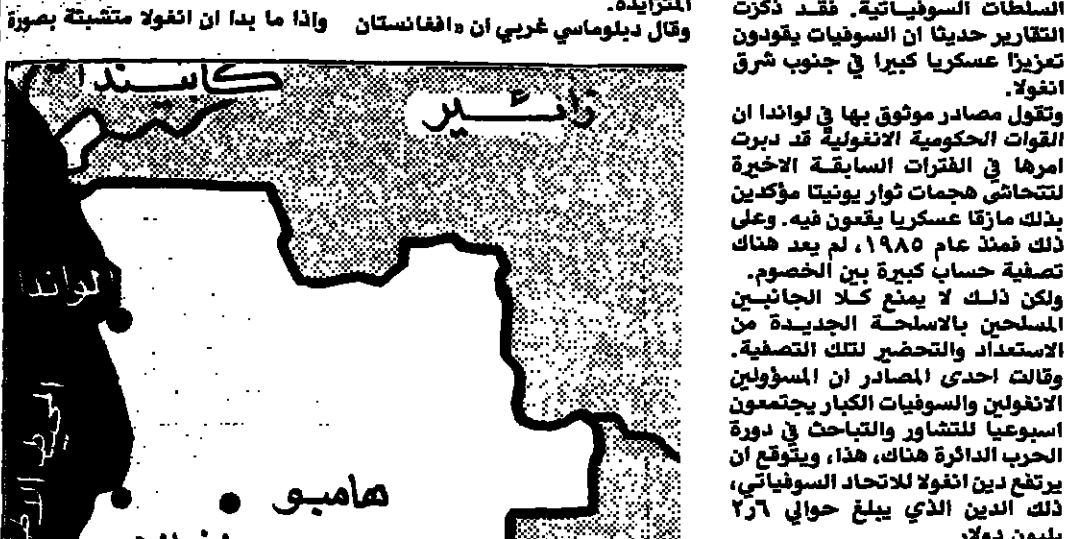 السلطات السوفياتية. فقد ذكرت
التقارير حديثا ان السوفيات يقودون
تعزيزا عسكريا كبيرا في جنوب شرق
انغولا.
وتقول مصادر موثوق بها في لواندا ان
القوات الحكومية الانغولية قد دبرت
امرها في الفترات السابقة الاخيرة
لتتحاشى هجمات ثوار يونيتا مؤكدين
بذلك مازقا عسكريا يقعون فيه. وعلى
ذلك فمنذ عام ١٩٨٥، لم يعد هناك
تصفية حساب كبيرة بين الخصوم.
ولكن ذلك لا يمنع كلا الجانبين
المسلحين بالاسلحة الجديدة من
الاستعداد والتحضير لتلك التصفية.
وقالت احدى المصادر ان المسؤولين
الانغولين والسوفيات الكبار يجتمعون
اسبوعيا للتشاور والتباحث في دورة
الحرب الدائرة هناك، هذا، ويتوقع ان
يرتفع دين انغولا للاتحاد السوفياتي،
ذلك الدين الذي يبلغ حوالي ٢٫٦
بليون دولار
المتزايدة.
وقال دبلوماسي غربي ان «افغانستان
واذا ما بدا ان انغولا متشبثة بصورة
كابيندا
زائير
لواندا
المحيط
هامبو